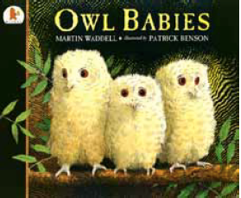 OWL BABIES
MARTIN WADDELL Illustrated by PATRICK BENSON